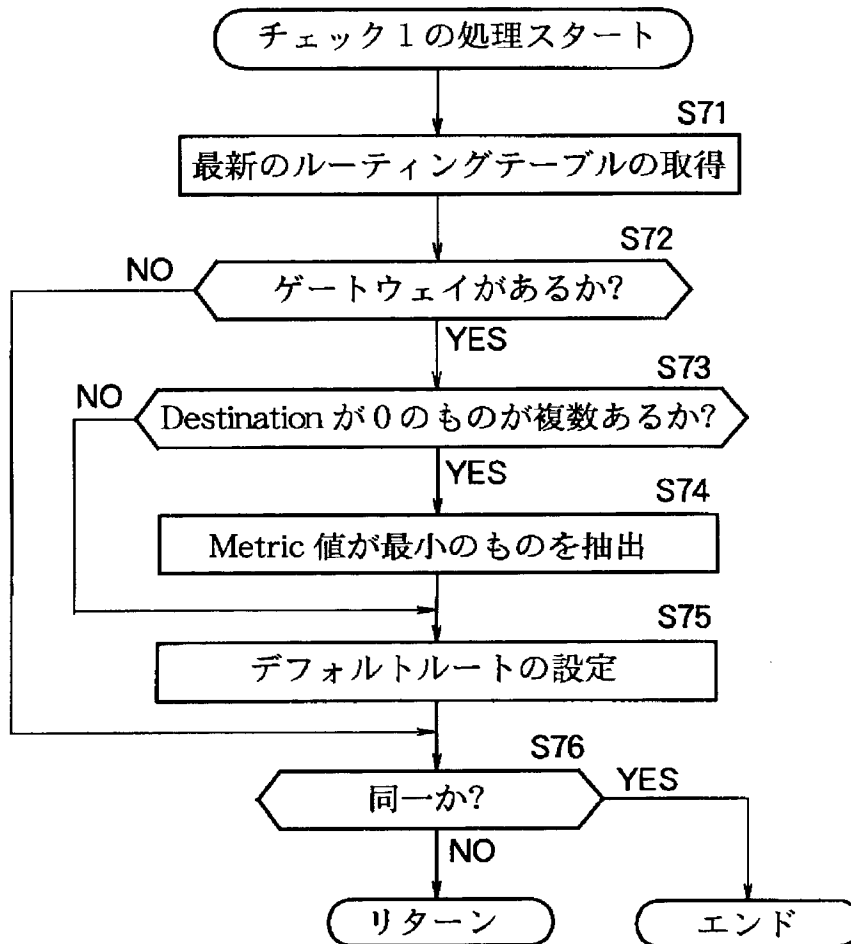 チェック1の処理スタート
S71
最新のルーティングテーブルの取得
S72
NO
ゲートウェイがあるか?
YES
S73
NO
Destination が 0 のものが複数あるか?
YES
S74
Metric 値が最小のものを抽出
S75
デフォルトルートの設定
S76
同一か?
YES
NO
リターン
エンド